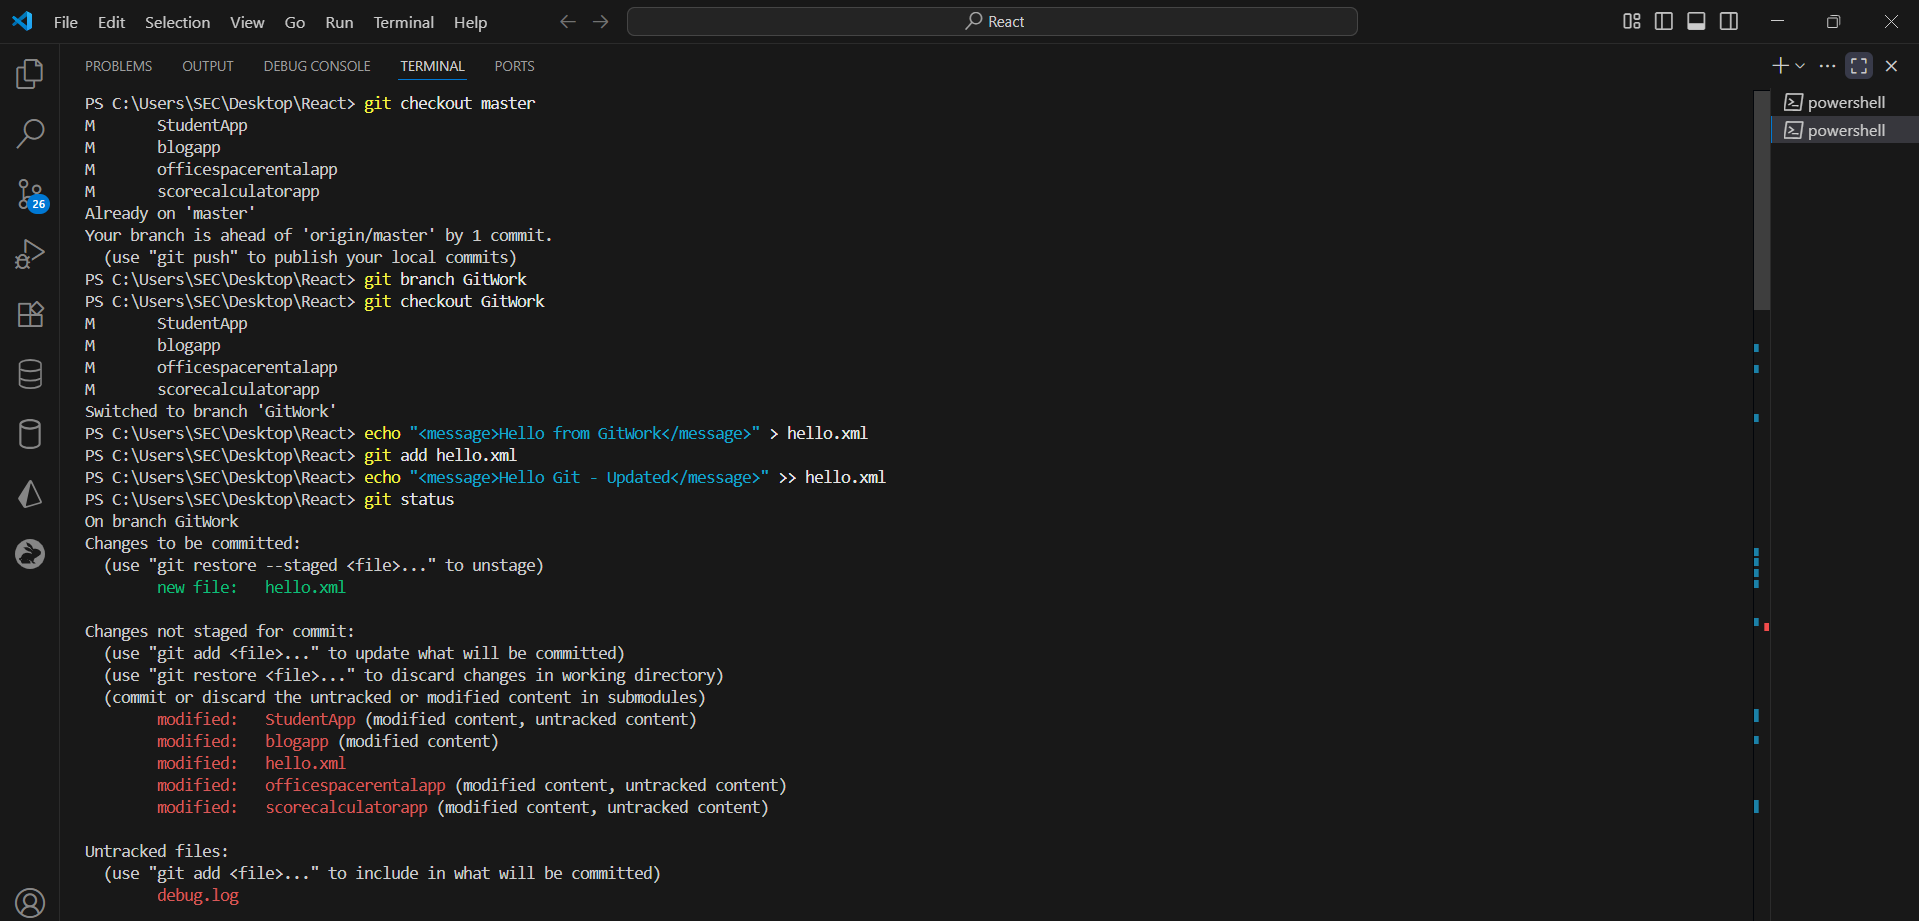 File Edit Selection View Go Run Terminal Help
React
PROBLEMS OUTPUT DEBUG CONSOLE TERMINAL PORTS
powershell
powershell
26
PS C:\Users\SEC\Desktop\React> git checkout master
M StudentApp
M blogapp
M officespacerentalapp
M scorecalculatorapp
Already on 'master'
Your branch is ahead of 'origin/master' by 1 commit.
(use "git push" to publish your local commits)
PS C:\Users\SEC\Desktop\React> git branch GitWork
PS C:\Users\SEC\Desktop\React> git checkout GitWork
M StudentApp
M blogapp
M officespacerentalapp
M scorecalculatorapp
Switched to branch 'GitWork'
PS C:\Users\SEC\Desktop\React> echo "<message>Hello from GitWork</message>" > hello.xml
PS C:\Users\SEC\Desktop\React> git add hello.xml
PS C:\Users\SEC\Desktop\React> echo "<message>Hello Git - Updated</message>" >> hello.xml
PS C:\Users\SEC\Desktop\React> git status
On branch GitWork
Changes to be committed:
(use "git restore --staged <file>..." to unstage)
new file: hello.xml
Changes not staged for commit:
(use "git add <file>..." to update what will be committed)
(use "git restore <file>..." to discard changes in working directory)
(commit or discard the untracked or modified content in submodules)
modified: StudentApp (modified content, untracked content)
modified: blogapp (modified content)
modified: hello.xml
modified: officespacerentalapp (modified content, untracked content)
modified: scorecalculatorapp (modified content, untracked content)
Untracked files:
(use "git add <file>..." to include in what will be committed)
debug.log